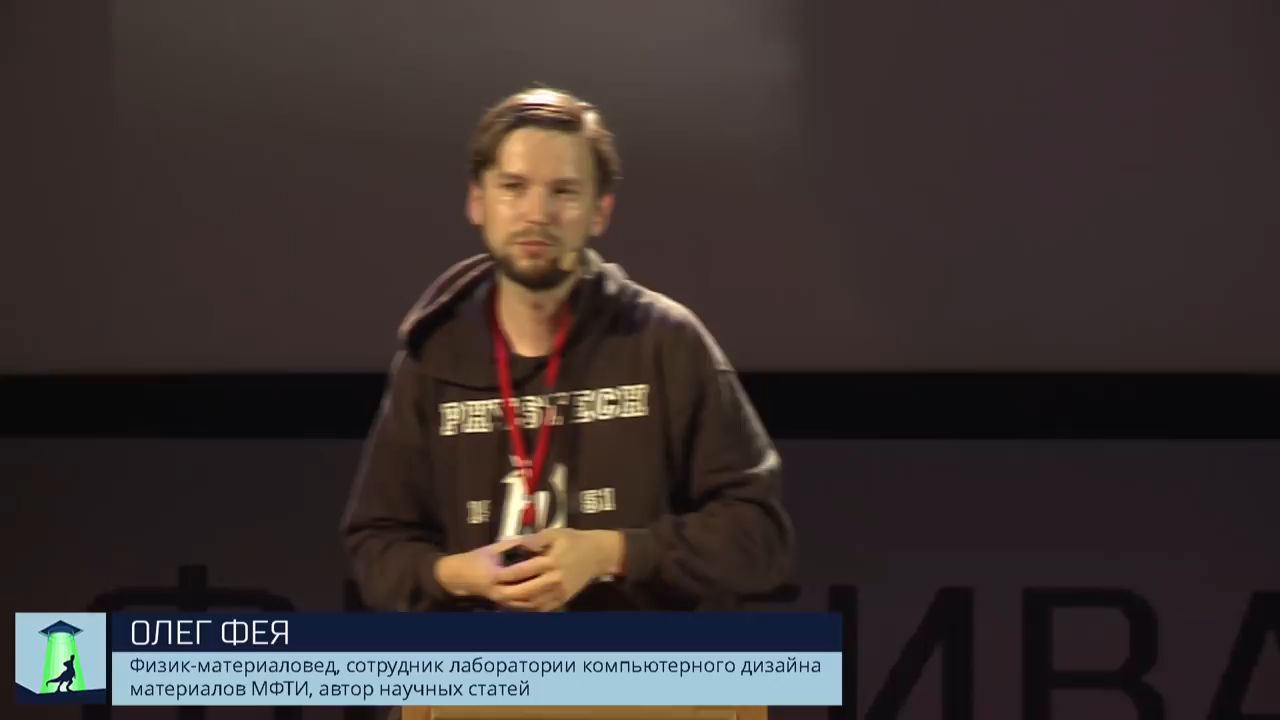 PHYSTECH
ОЛЕГ ФЕЯ
Физик-материаловед, сотрудник лаборатории компьютерного дизайна
материалов МФТИ, автор научных статей